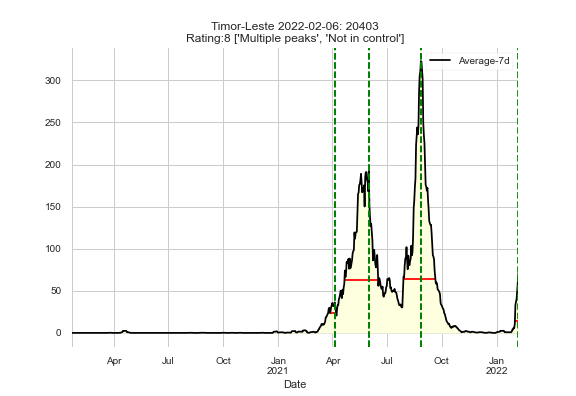 Timor-Leste 2022-02-06: 20403
Rating:8 ['Multiple peaks', 'Not in control']
Average-7d
300
250
200
150
100
50
0
Apr
Jul
Oct
Jan
2021
Apr
Jul
Oct
Jan
2022
Date